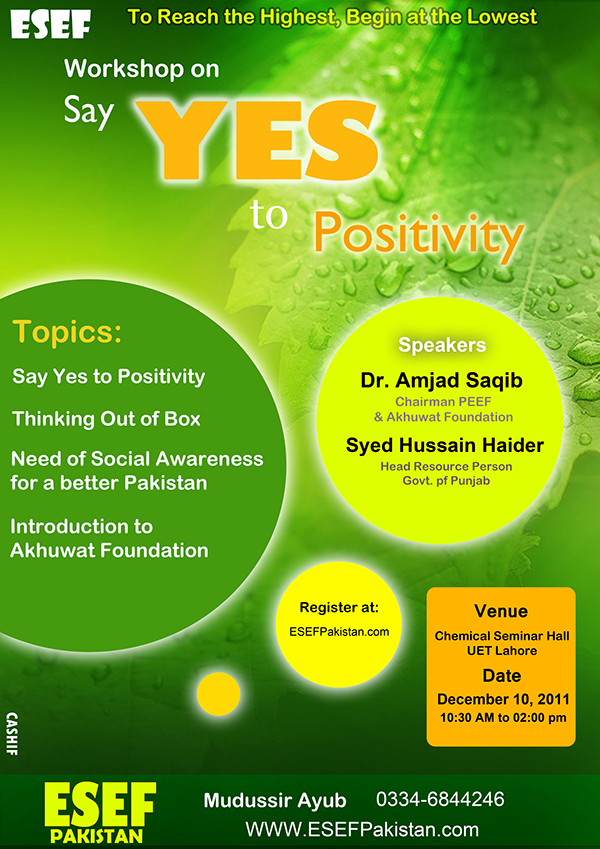 ESEF
To Reach the Highest, Begin at the Lowest
Workshop on
Say YES
to Positivity
Topics:
Say Yes to Positivity
Thinking Out of Box
Need of Social Awareness
for a better Pakistan
Introduction to
Akhuwat Foundation
Speakers
Dr. Amjad Saqib
Chairman PEEF
& Akhuwat Foundation
Syed Hussain Haider
Head Resource Person
Govt. pf Punjab
Register at:
ESEFPakistan.com
Venue
Chemical Seminar Hall
UET Lahore
Date
December 10, 2011
10:30 AM to 02:00 pm
CASHIF
ESEF
PAKISTAN
Mudussir Ayub 0334-6844246
WWW.ESEFPakistan.com